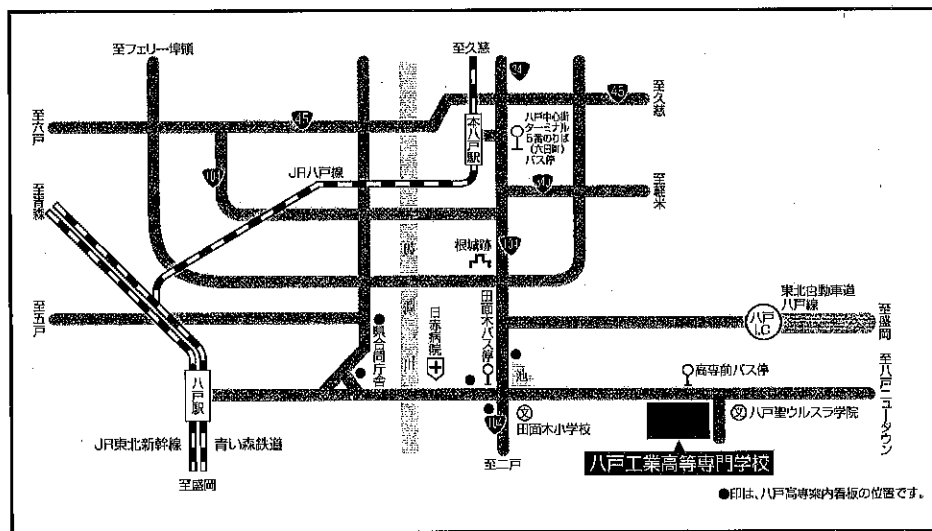 至フェリー埠頭
至久慈
45
45
至久慈
至六戸
本八戸駅
八戸中心街
ターミナル
5番のりば
(六日町)
バス停
104
JR八戸線
至青森
至軽米
根城跡
東北自動車道
八戸線
八戸
I.C
至盛岡
至五戸
県合同庁舎
日赤病院
田面木バス停
池
高専前バス停
至八戸ニュータウン
八戸駅
104
文
田面木小学校
文
八戸聖ウルスラ学院
JR東北新幹線
青い森鉄道
至盛岡
至二戸
八戸工業高等専門学校
●印は、八戸高専案内看板の位置です。